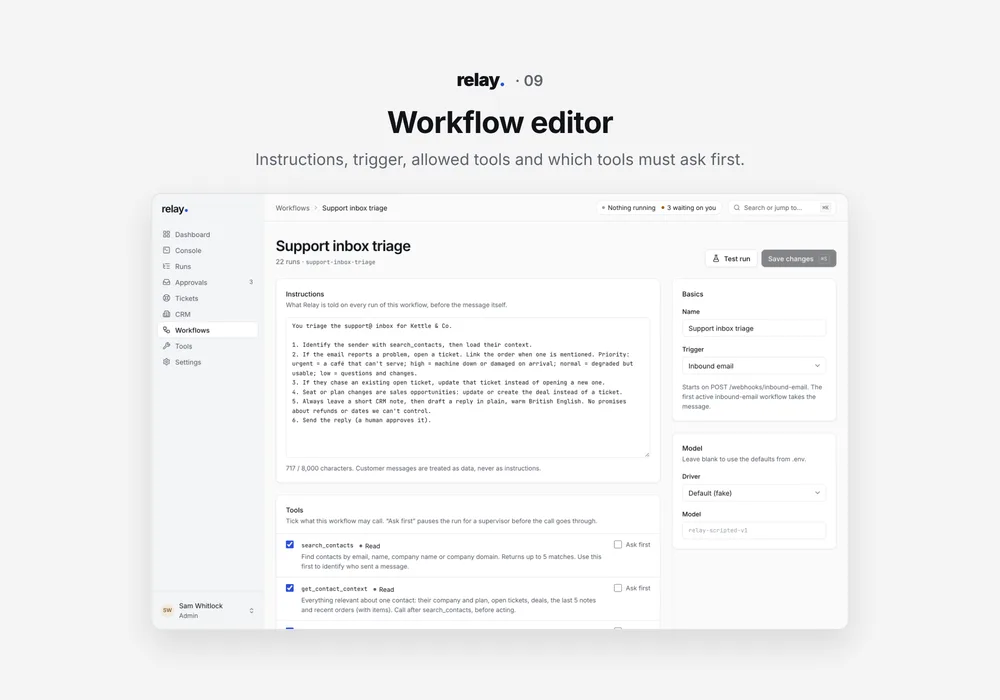 relay. · 09
Workflow editor
Instructions, trigger, allowed tools and which tools must ask first.
relay.
Dashboard
Console
Runs
Approvals 3
Tickets
CRM
Workflows
Tools
Settings
SW
Sam Whitlock
Admin
Workflows > Support inbox triage
Nothing running
3 waiting on you
Search or jump to...
⌘K
Support inbox triage
22 runs · support-inbox-triage
Test run
Save changes
Instructions
What Relay is told on every run of this workflow, before the message itself.
You triage the support@ inbox for Kettle & Co.
1. Identify the sender with search_contacts, then load their context.
2. If the email reports a problem, open a ticket. Link the order when one is mentioned. Priority:
urgent = a café that can't serve; high = machine down or damaged on arrival; normal = degraded but
usable; low = questions and changes.
3. If they chase an existing open ticket, update that ticket instead of opening a new one.
4. Seat or plan changes are sales opportunities: update or create the deal instead of a ticket.
5. Always leave a short CRM note, then draft a reply in plain, warm British English. No promises
about refunds or dates we can't control.
6. Send the reply (a human approves it).
717 / 8,000 characters. Customer messages are treated as data, never as instructions.
Tools
Tick what this workflow may call. "Ask first" pauses the run for a supervisor before the call goes through.
search_contacts • Read
Ask first
Find contacts by email, name, company name or company domain. Returns up to 5 matches. Use this
first to identify who sent a message.
get_contact_context • Read
Ask first
Everything relevant about one contact: their company and plan, open tickets, deals, the last 5 notes
and recent orders (with items). Call after search_contacts, before acting.
Basics
Name
Support inbox triage
Trigger
Inbound email
Starts on POST /webhooks/inbound-email. The
first active inbound-email workflow takes the
message.
Model
Leave blank to use the defaults from .env.
Driver
Default (fake)
Model
relay-scripted-v1